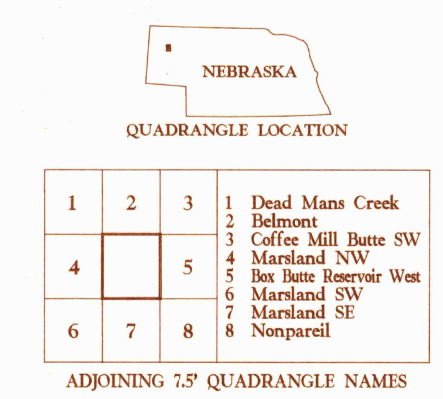 NEBRASKA
QUADRANGLE LOCATION
1 2 3
4 5
6 7 8
1 Dead Mans Creek
2 Belmont
3 Coffee Mill Butte SW
4 Marsland NW
5 Box Butte Reservoir West
6 Marsland SW
7 Marsland SE
8 Nonpareil
ADJOINING 7.5' QUADRANGLE NAMES